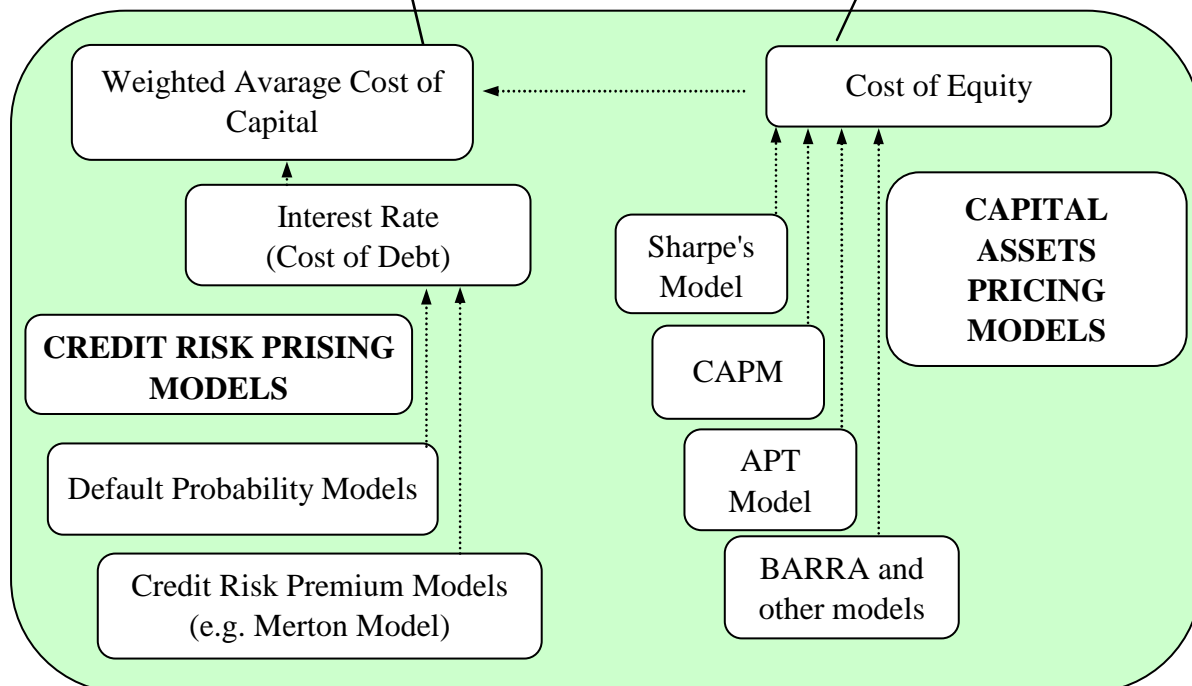 Weighted Avarage Cost of
Capital
Cost of Equity
Interest Rate
(Cost of Debt)
CAPITAL
ASSETS
PRICING
MODELS
Sharpe's
Model
CREDIT RISK PRISING
MODELS
CAPM
Default Probability Models
APT
Model
Credit Risk Premium Models
(e.g. Merton Model)
BARRA and
other models